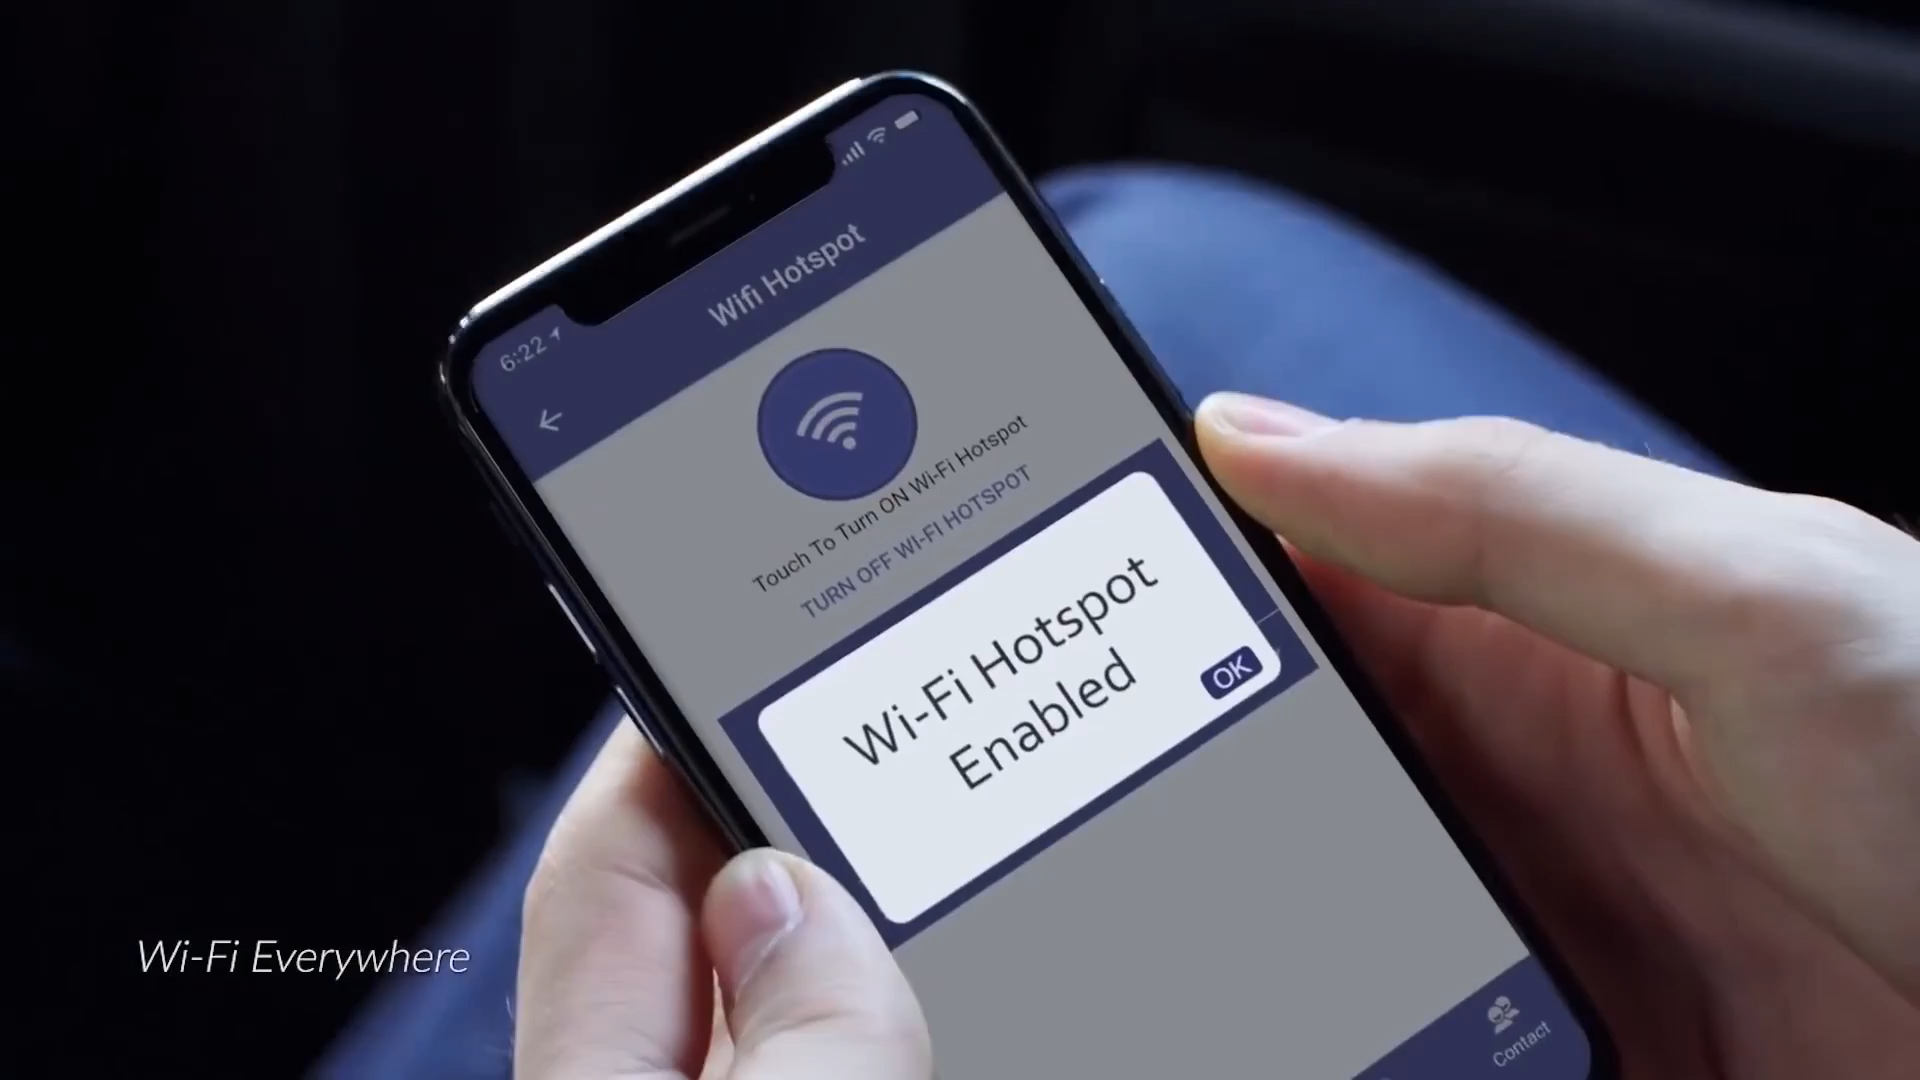 6:22
Wifi Hotspot
Touch To Turn ON Wi-Fi Hotspot
TURN OFF WI-FI HOTSPOT
Wi-Fi Hotspot
Enabled
OK
Contact
Wi-Fi Everywhere